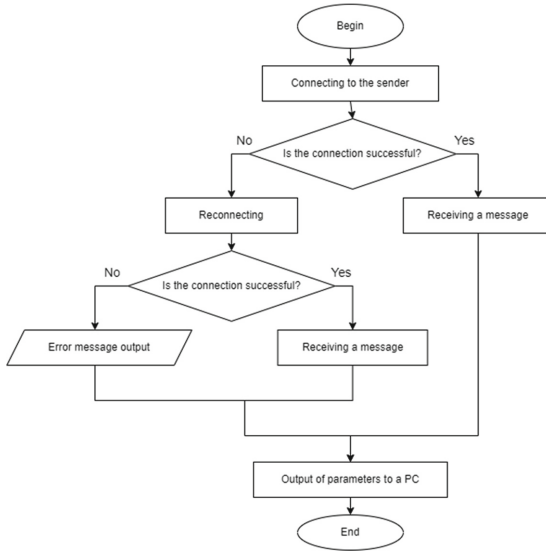 Begin
Connecting to the sender
No
Yes
Is the connection successful?
Reconnecting
Receiving a message
No
Yes
Is the connection successful?
Error message output
Receiving a message
Output of parameters to a PC
End